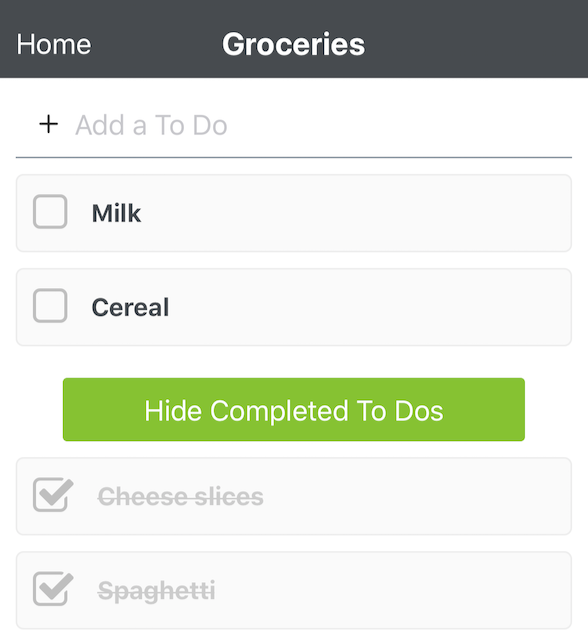 Home Groceries
+ Add a To Do
Milk
Cereal
Hide Completed To Dos
Cheese slices
Spaghetti